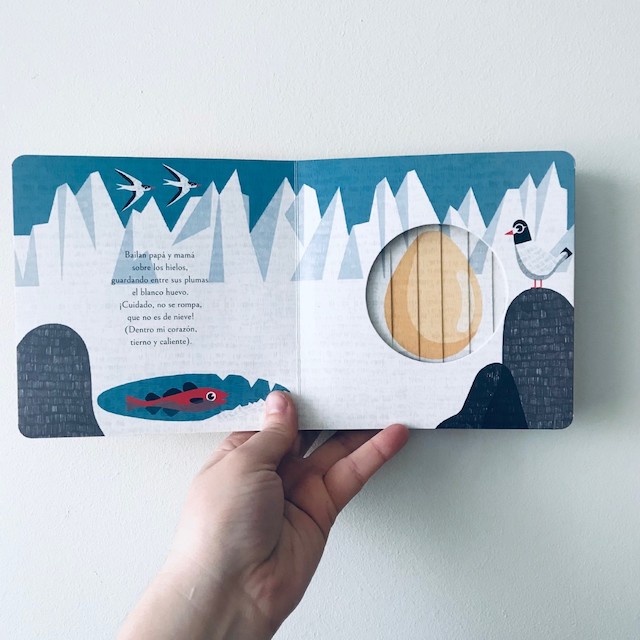 Bailan papá y mamá
sobre los hielos,
guardando entre sus plumas
el blanco huevo.
¡Cuidado, no se rompa,
que no es de nieve!
(Dentro mi corazón,
tierno y caliente).